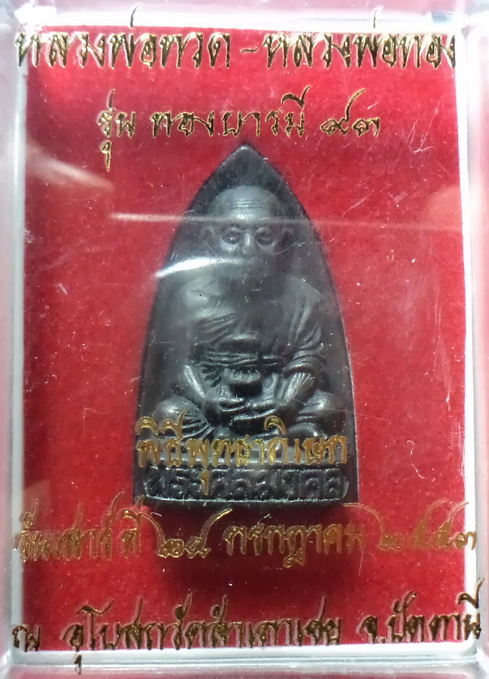 หลวงพ่อทวด - หลวงพ่อทอง
รุ่น ทองบารมี ๙๓
พิธีพุทธาภิเษก
วันเสาร์ ที่ ๒๔ กรกฎาคม ๒๕๕๓
ณ อุโบสถวัดสำเภาเชย จ.ปัตตานี